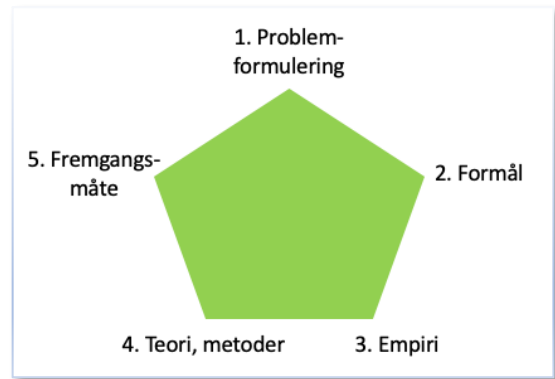 1. Problem-
formulering
2. Formål
3. Empiri
4. Teori, metoder
5. Fremgangs-
måte